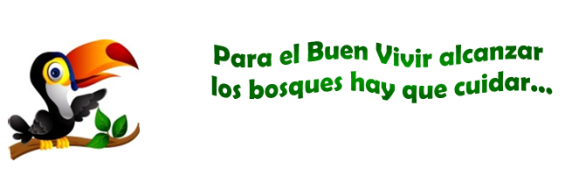 Para el Buen Vivir alcanzar
los bosques hay que cuidar...